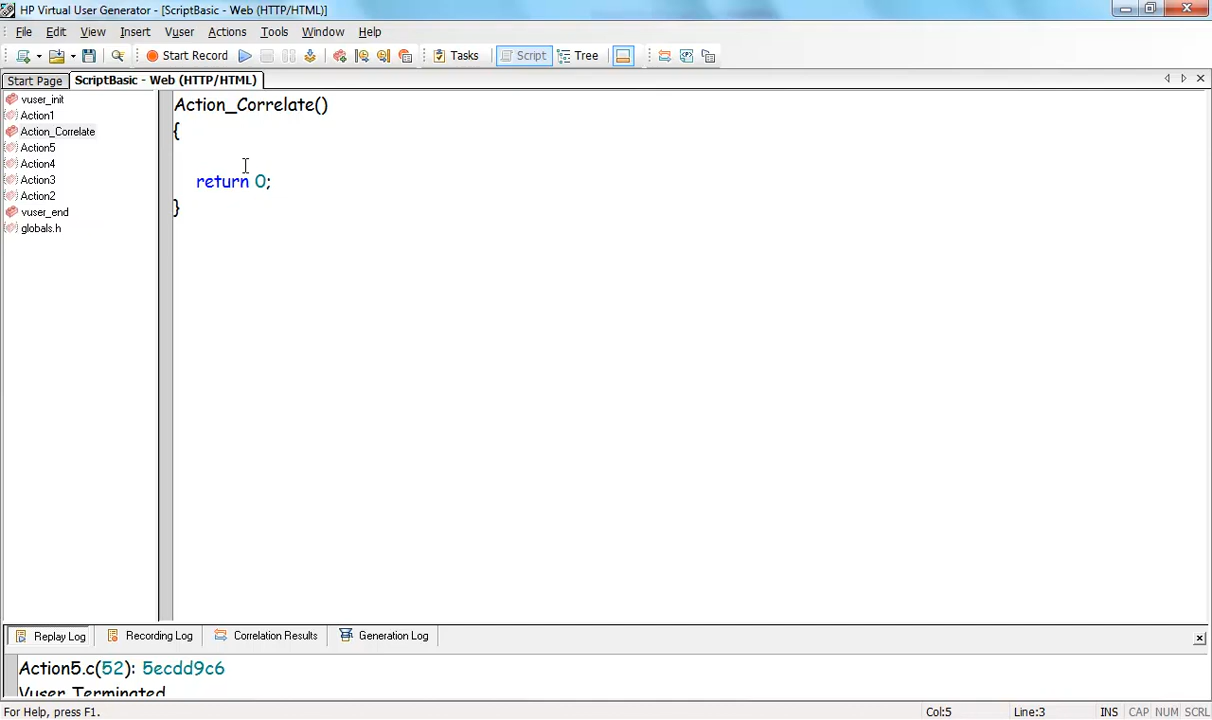 HP Virtual User Generator - [ScriptBasic - Web (HTTP/HTML)]
File Edit View Insert Vuser Actions Tools Window Help
Start Record Tasks Script Tree
Start Page ScriptBasic - Web (HTTP/HTML)
vuser_init
Action1
Action_Correlate
Action5
Action4
Action3
Action2
vuser_end
globals.h
Action_Correlate()
{
return 0;
}
Replay Log Recording Log Correlation Results Generation Log
Action5.c(52): 5ecdd9c6
Vuser Terminated.
For Help, press F1. Col:5 Line:3 INS CAP NUM SCRL